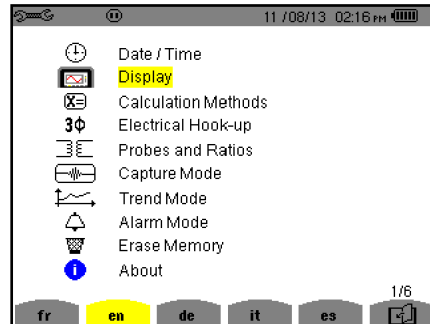 11 /08/13 02:16 PM
Date / Time
Display
X= Calculation Methods
3Φ Electrical Hook-up
Probes and Ratios
Capture Mode
Trend Mode
Alarm Mode
Erase Memory
i About
1/6
fr en de it es